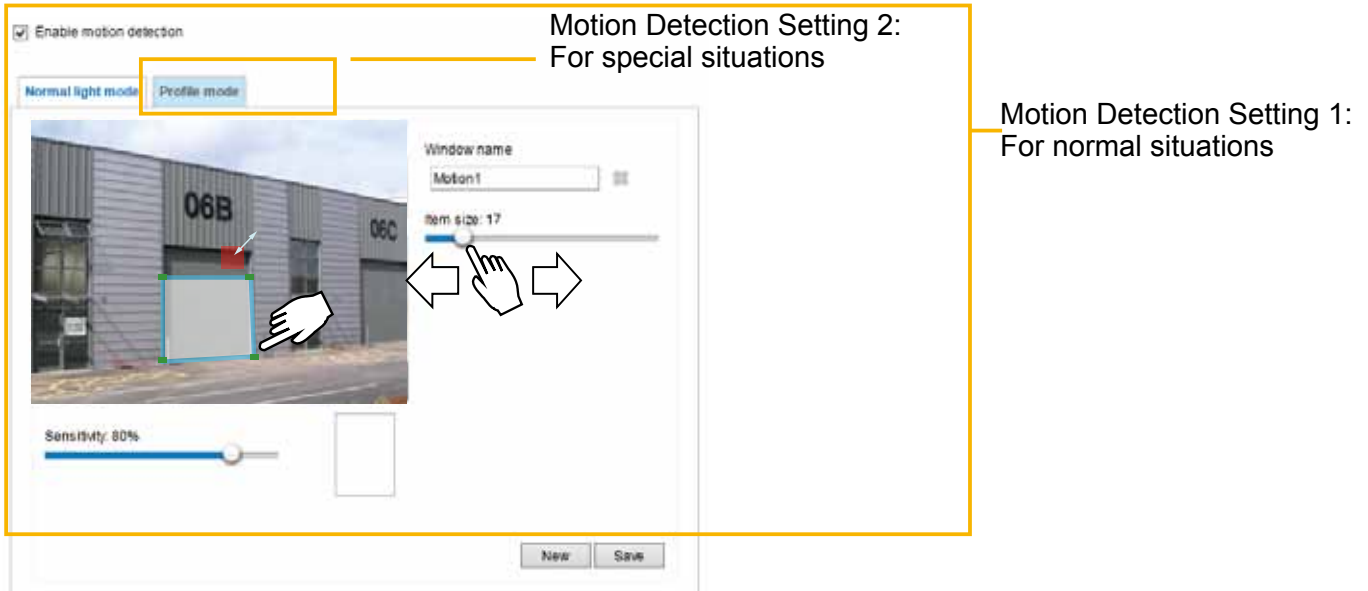 Motion Detection Setting 2:
For special situations
Enable motion detection
Normal light mode
Profile mode
Motion Detection Setting 1:
For normal situations
Window name
Motion1
Item size: 17
06B
06C
Sensitivity: 80%
New
Save